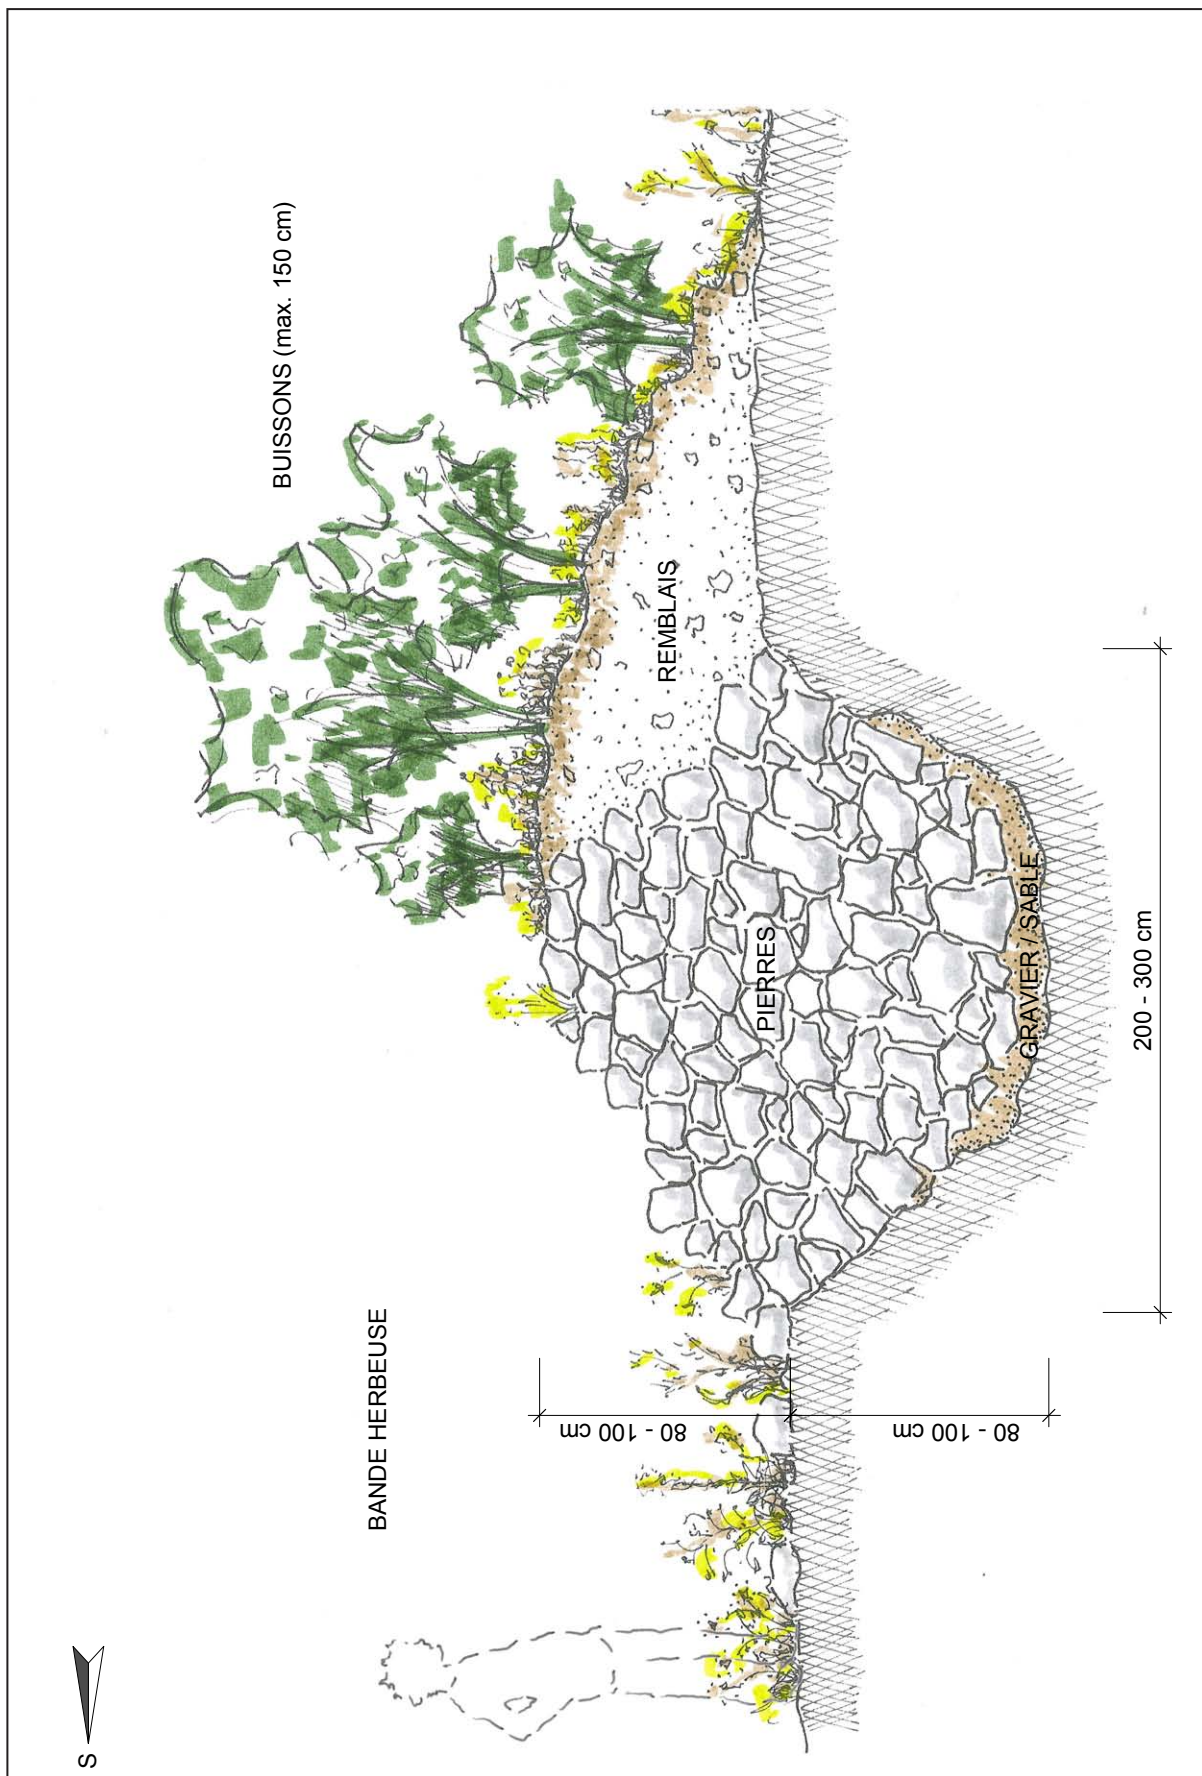 S
BANDE HERBEUSE
BUISSONS (max. 150 cm)
REMBLAIS
PIERRES
GRAVIER / SABLE
80 - 100 cm
80 - 100 cm
200 - 300 cm